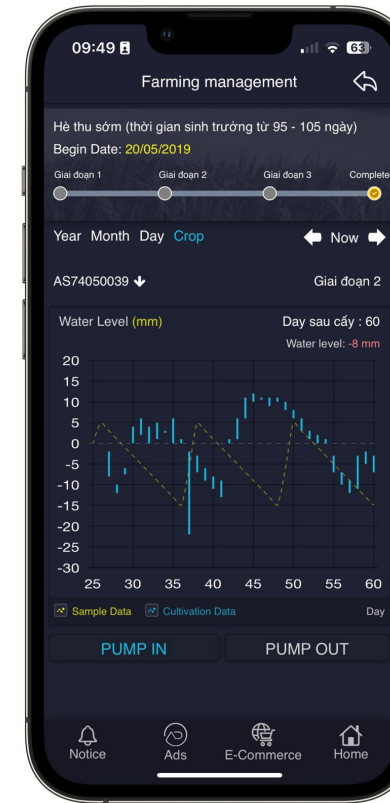 09:49
63
Farming management
Hè thu sớm (thời gian sinh trưởng từ 95 - 105 ngày)
Begin Date: 20/05/2019
Giai đoạn 1 Giai đoạn 2 Giai đoạn 3 Complete
Year Month Day Crop Now
AS74050039 Giai đoạn 2
Water Level (mm) Day sau cấy : 60
Water level: -8 mm
20
15
10
5
0
-5
-10
-15
-20
-25
-30
25 30 35 40 45 50 55 60
Sample Data Cultivation Data Day
PUMP IN PUMP OUT
Notice Ads E-Commerce Home